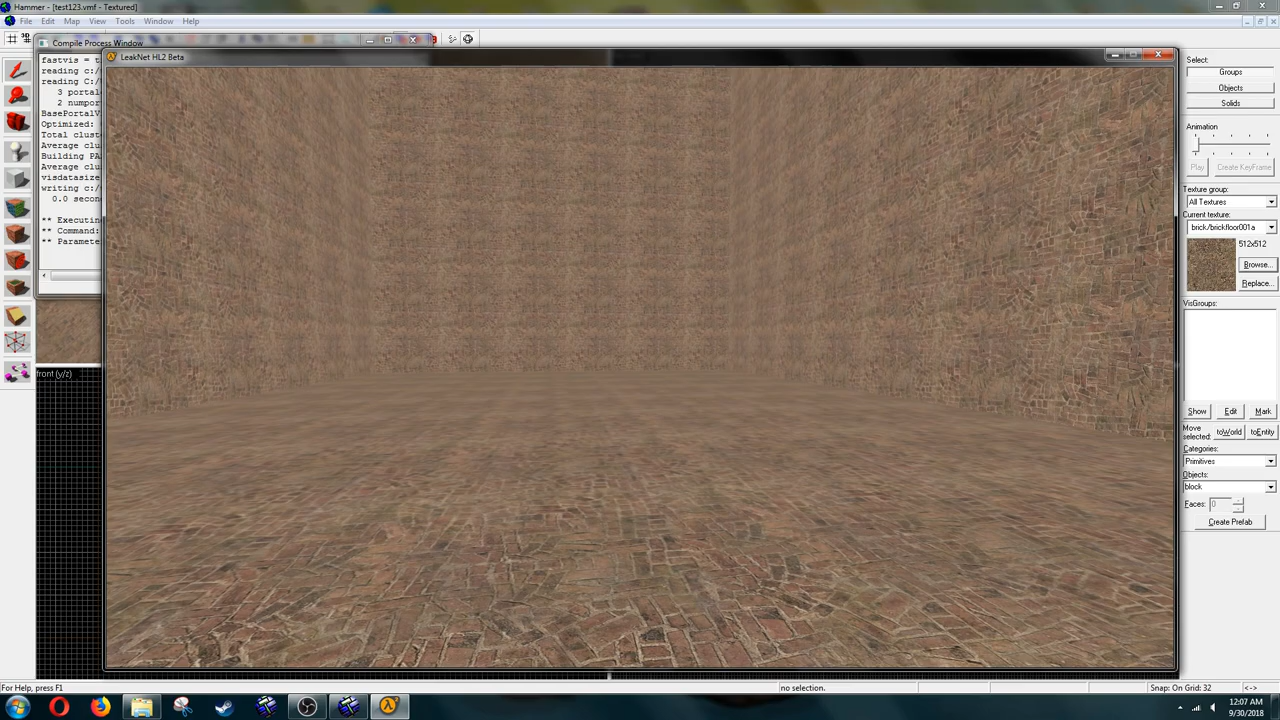 Hammer - [test123.vmf - Textured]
File Edit Map View Tools Window Help
Compile Process Window
LeakNet HL2 Beta
fastvis = t
reading c:/
reading C:/
3 portalc
2 numport
BasePortalV
Optimized:
Total clust
Average clu
Building PA
Average clu
visdatasize
writing c:/
0.0 second
** Executin
** Command:
** Paramete
front (y/z)
Select:
Groups
Objects
Solids
Animation
Play Create KeyFrame
Texture group:
All Textures
Current texture:
brick/brickfloor001a
512x512
Browse...
Replace...
VisGroups:
Show Edit Mark
Move selected: toWorld toEntity
Categories:
Primitives
Objects:
block
Faces: 0
Create Prefab
For Help, press F1
no selection.
Snap: On Grid: 32
<->
12:07 AM
9/30/2018